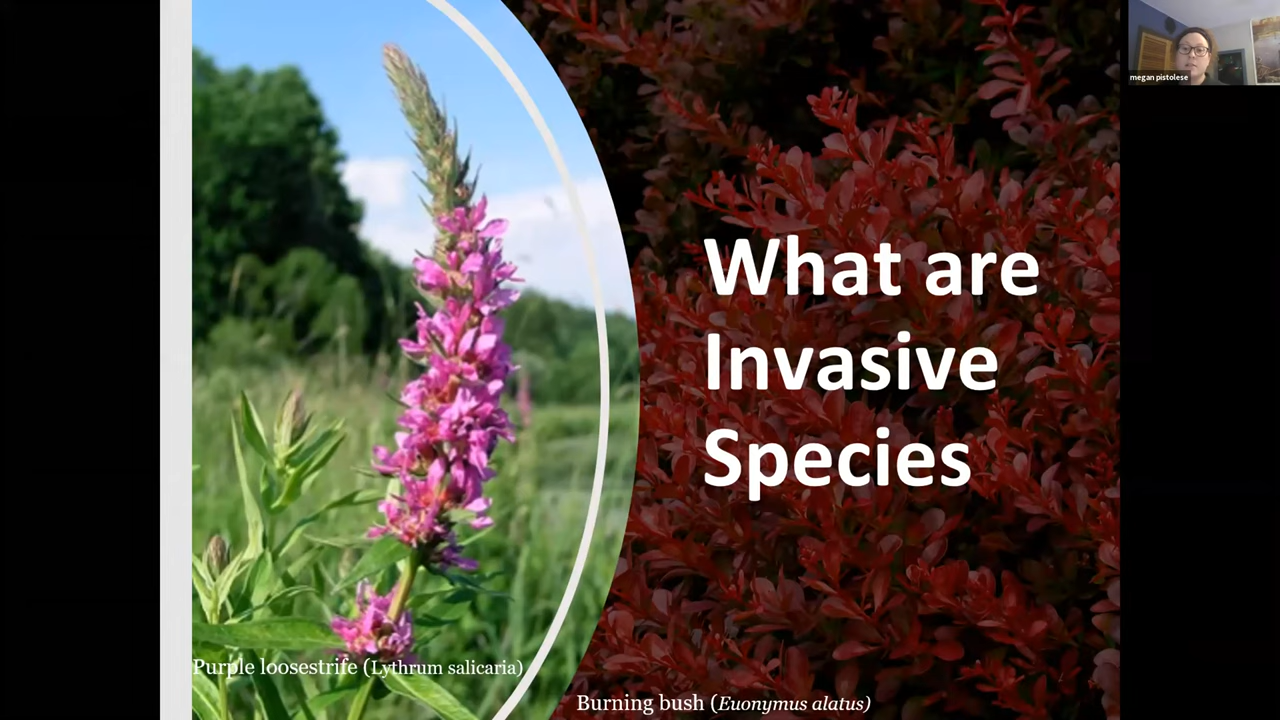 What are
Invasive
Species
Purple loosestrife (Lythrum salicaria)
Burning bush (Euonymus alatus)
megan pistolese